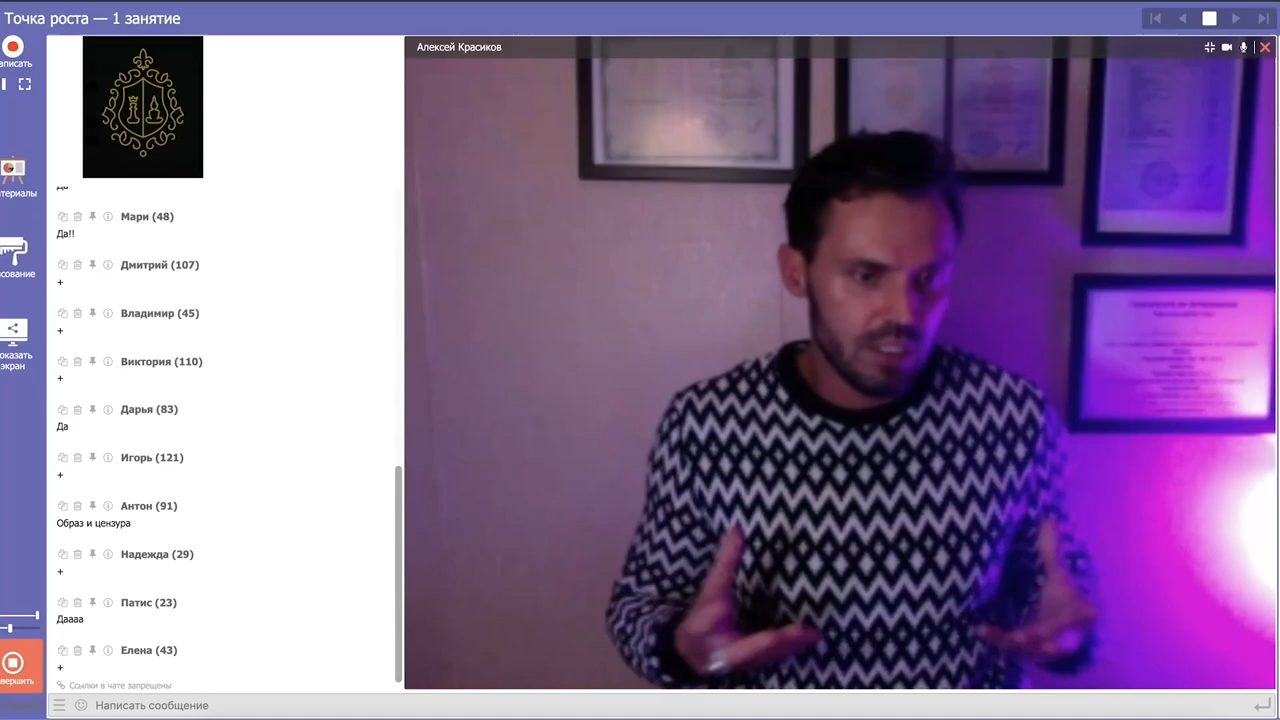 Точка роста — 1 занятие
аписать
териалы
сование
оказать
экран
вершить
Мари (48)
Да!!
Дмитрий (107)
+
Владимир (45)
+
Виктория (110)
+
Дарья (83)
Да
Игорь (121)
+
Антон (91)
Образ и цензура
Надежда (29)
+
Патис (23)
Даааа
Елена (43)
+
Ссылки в чате запрещены
Написать сообщение
Алексей Красиков